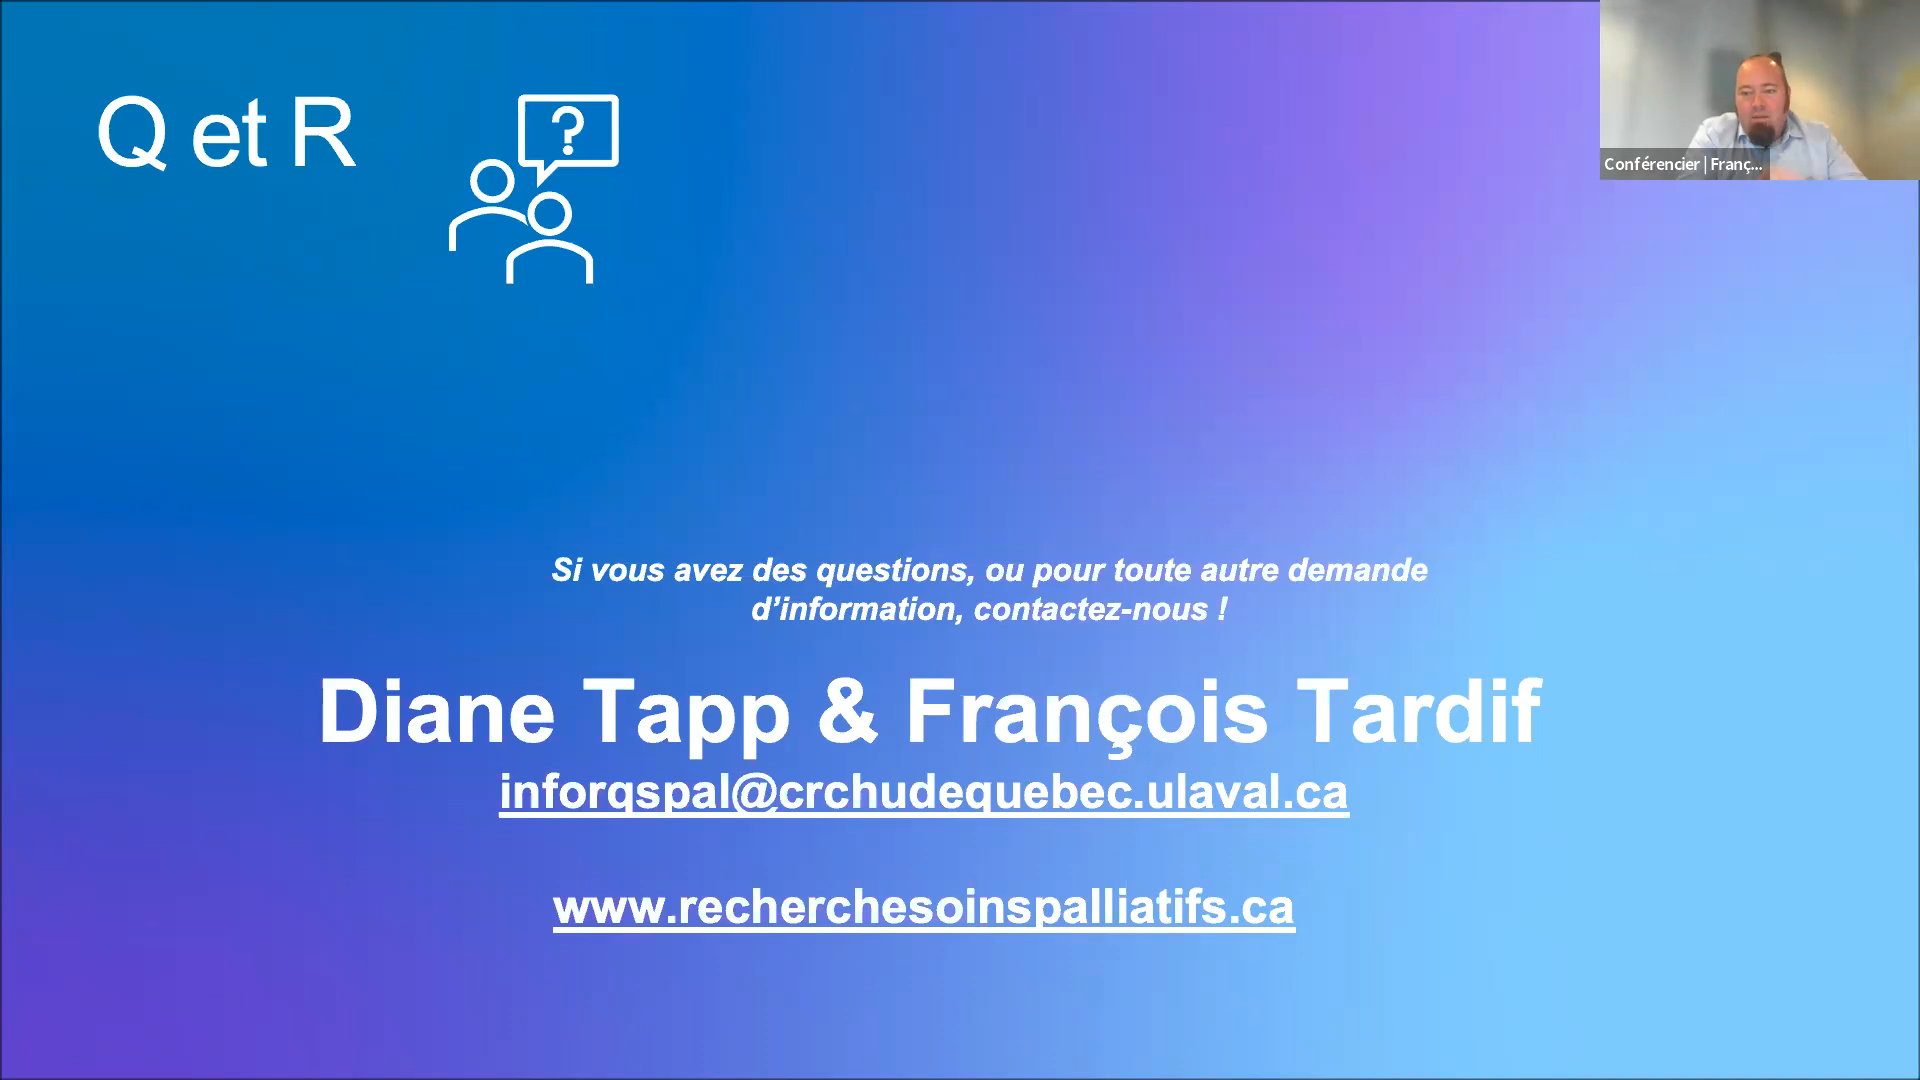 Q et R
?
Conférencier | Franç...
Si vous avez des questions, ou pour toute autre demande
d’information, contactez-nous !
Diane Tapp & François Tardif
inforqspal@crchudequebec.ulaval.ca
www.recherchesoinspalliatifs.ca